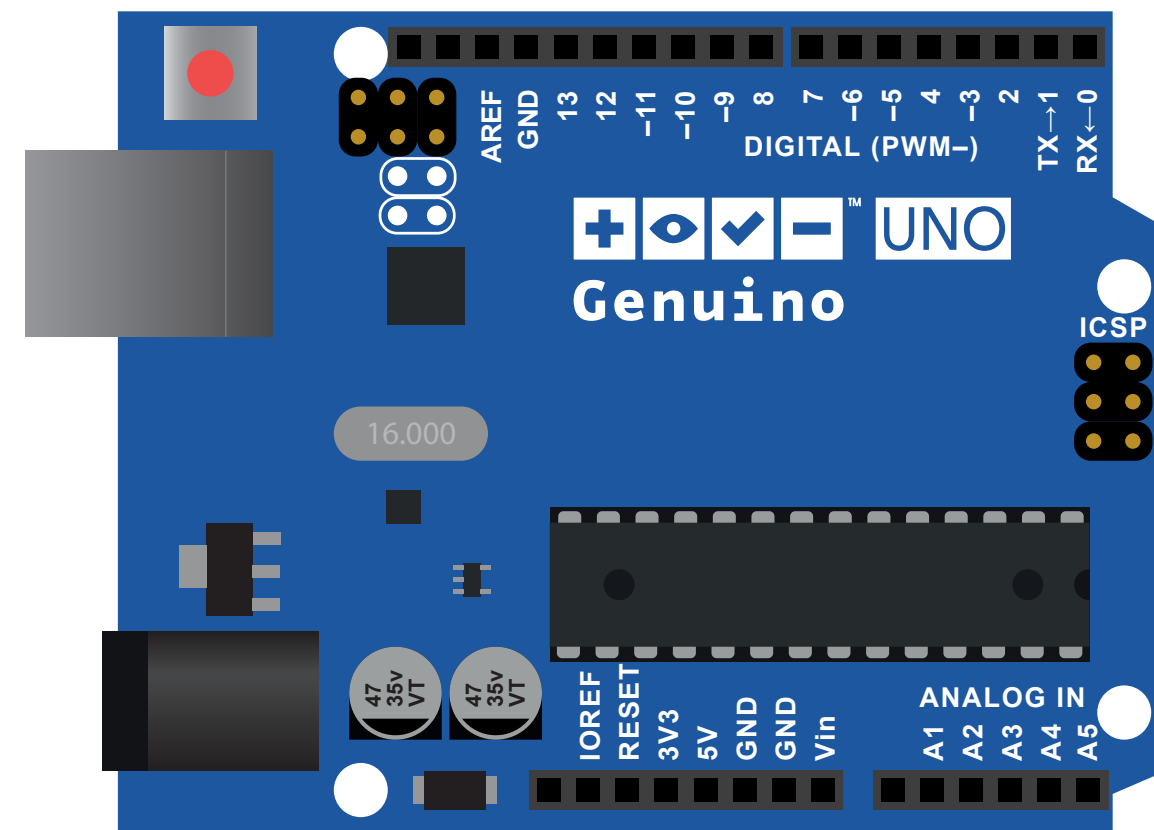 AREF
GND
13
12
–11
–10
–9
8
7
–6
–5
4
–3
2
TX→1
RX←0
DIGITAL (PWM–)
™
UNO
Genuino
ICSP
16.000
47
35v
VT
47
35v
VT
IOREF
RESET
3V3
5V
GND
GND
Vin
ANALOG IN
A1
A2
A3
A4
A5